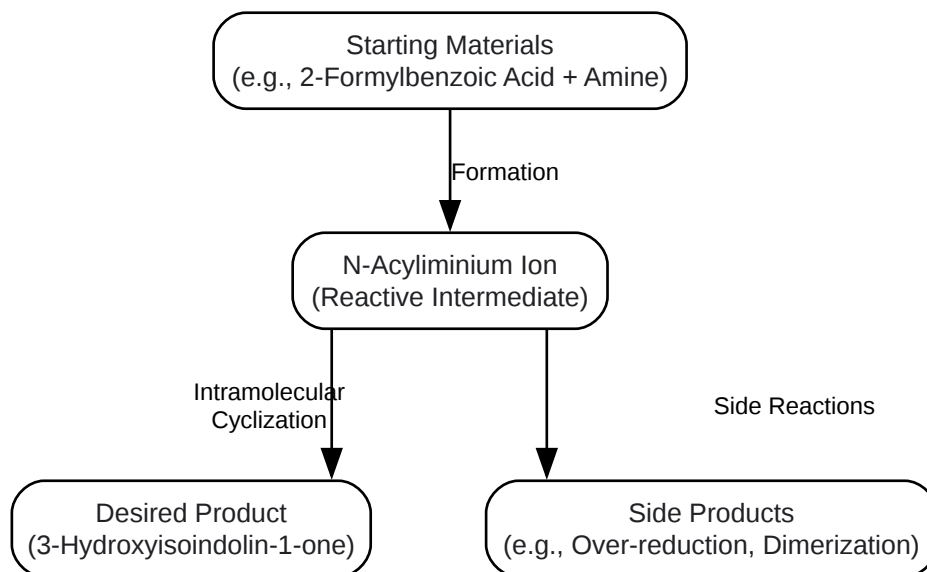 Starting Materials
(e.g., 2-Formylbenzoic Acid + Amine)
Formation
N-Acyliminium Ion
(Reactive Intermediate)
Intramolecular
Cyclization
Side Reactions
Desired Product
(3-Hydroxyisoindolin-1-one)
Side Products
(e.g., Over-reduction, Dimerization)